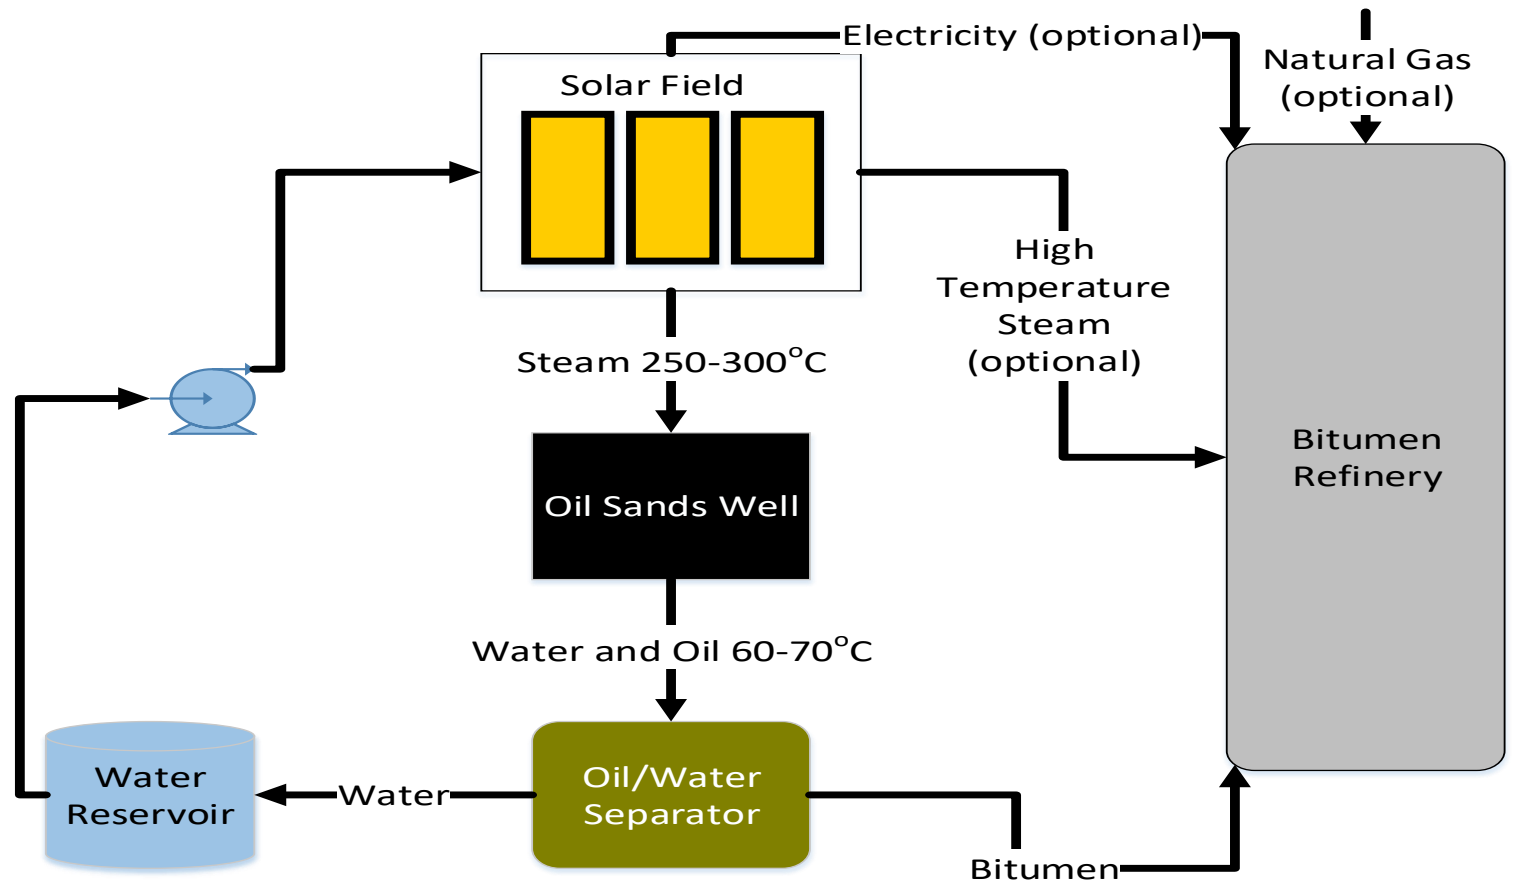 Electricity (optional)
Natural Gas
(optional)
Solar Field
High
Temperature
Steam
(optional)
Steam 250-300°C
Bitumen
Refinery
Oil Sands Well
Water and Oil 60-70°C
Water
Reservoir
Water
Oil/Water
Separator
Bitumen